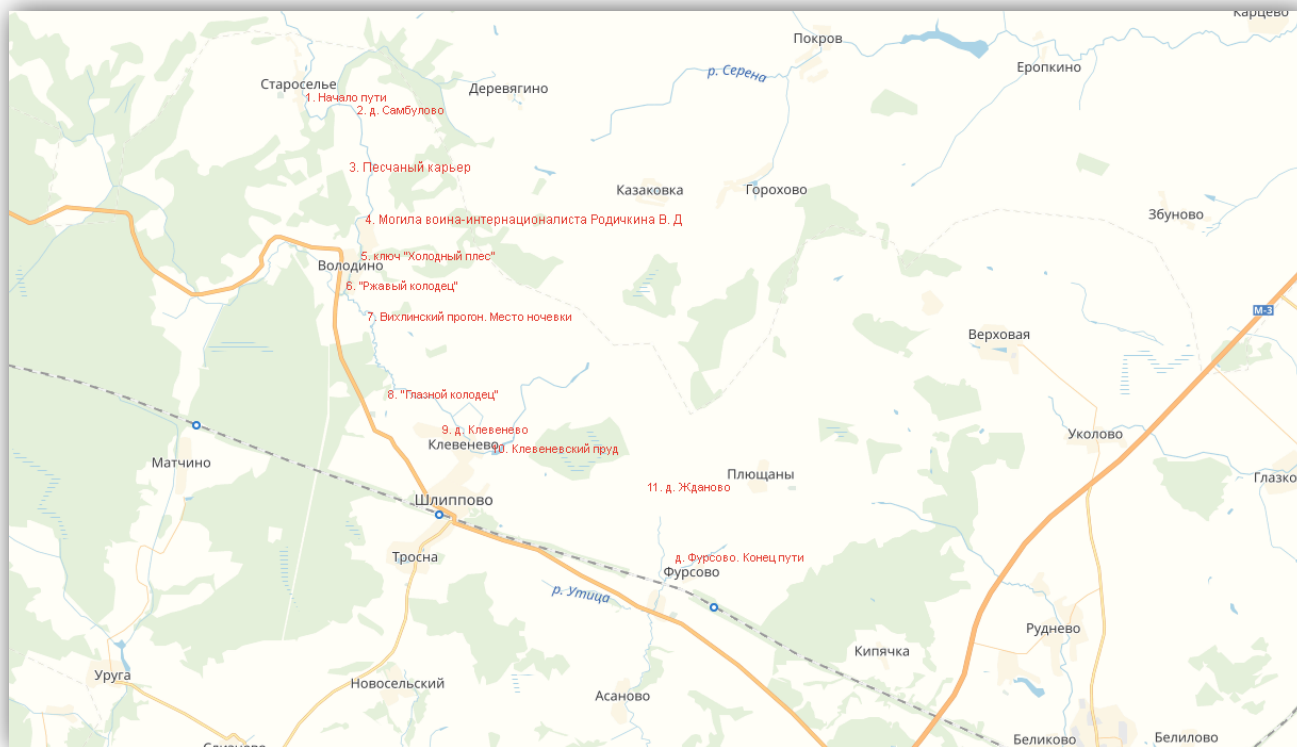 Карцево
Покров
Еропкино
р. Серена
Староселье
Деревягино
1. Начало пути
2. д. Самбулово
3. Песчаный карьер
Казаковка
Горохово
Збуново
4. Могила воина-интернационалиста Родичкина В. Д
5. ключ "Холодный плес"
Володино
6. "Ржавый колодец"
7. Вихлинский прогон. Место ночевки
М-3
Верховая
8. "Глазной колодец"
9. д. Клевенево
Клевенево
10. Клевеневский пруд
Уколово
Матчино
Плющаны
Глазко
11. д. Жданово
Шлиппово
Тросна
д. Фурсово. Конец пути
Фурсово
р. Утица
Руднево
Кипячка
Уруга
Новосельский
Асаново
Беликово
Белилово